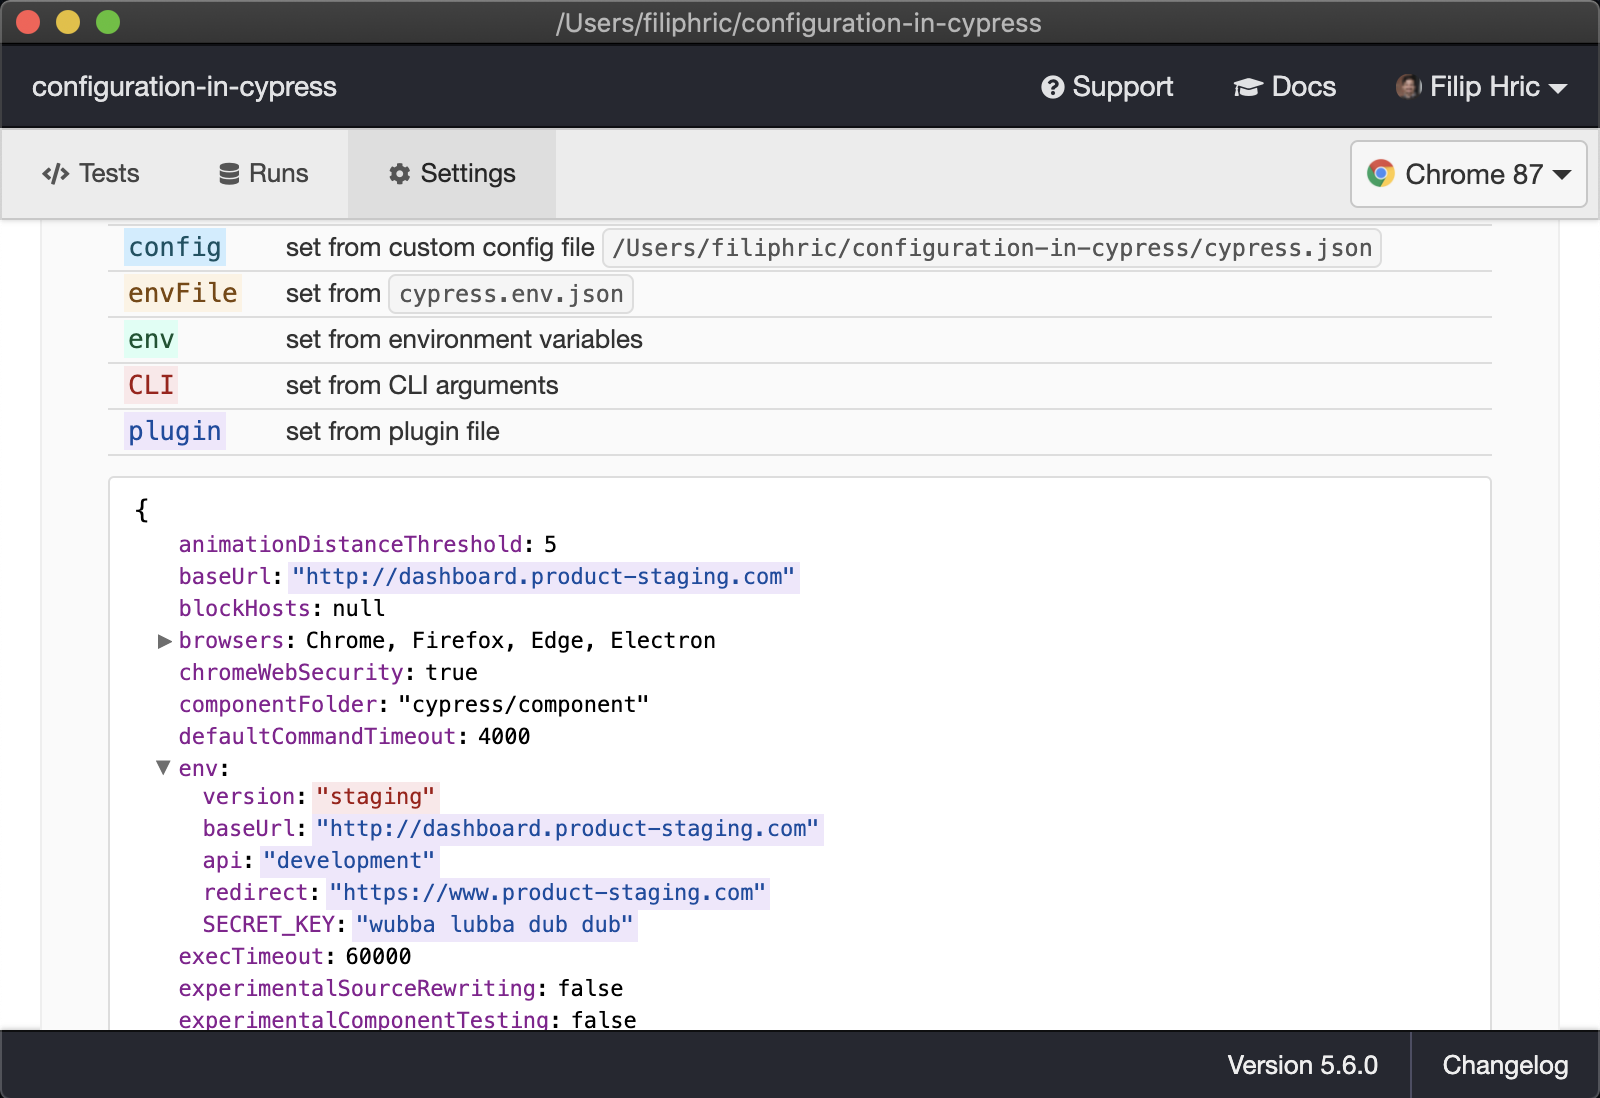 /Users/filiphric/configuration-in-cypress
configuration-in-cypress Support Docs Filip Hric
Tests Runs Settings Chrome 87
config set from custom config file /Users/filiphric/configuration-in-cypress/cypress.json
envFile set from cypress.env.json
env set from environment variables
CLI set from CLI arguments
plugin set from plugin file
{
animationDistanceThreshold: 5
baseUrl: "http://dashboard.product-staging.com"
blockHosts: null
browsers: Chrome, Firefox, Edge, Electron
chromeWebSecurity: true
componentFolder: "cypress/component"
defaultCommandTimeout: 4000
env:
version: "staging"
baseUrl: "http://dashboard.product-staging.com"
api: "development"
redirect: "https://www.product-staging.com"
SECRET_KEY: "wubba lubba dub dub"
execTimeout: 60000
experimentalSourceRewriting: false
experimentalComponentTesting: false
Version 5.6.0 Changelog